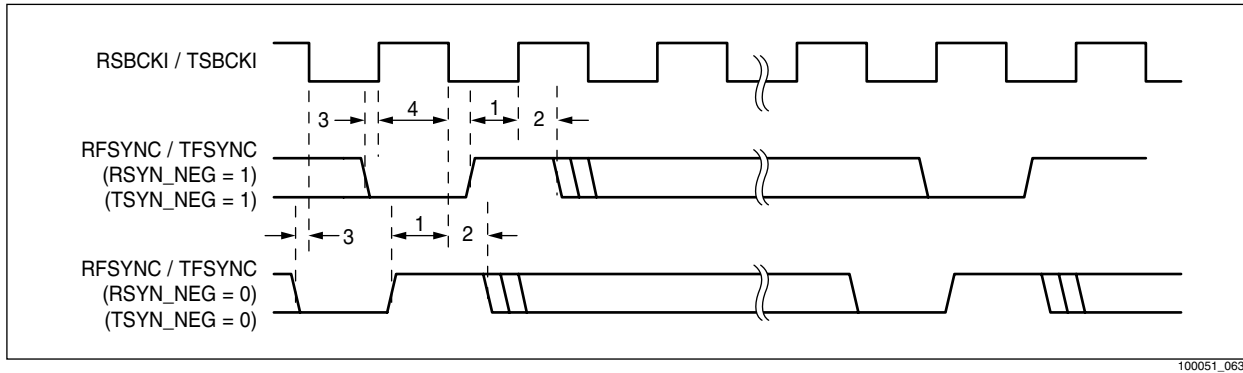 RSBCKI / TSBCKI
3
4
1
2
RFSYNC / TFSYNC
(RSYN_NEG = 1)
(TSYN_NEG = 1)
3
1
2
RFSYNC / TFSYNC
(RSYN_NEG = 0)
(TSYN_NEG = 0)
100051_063